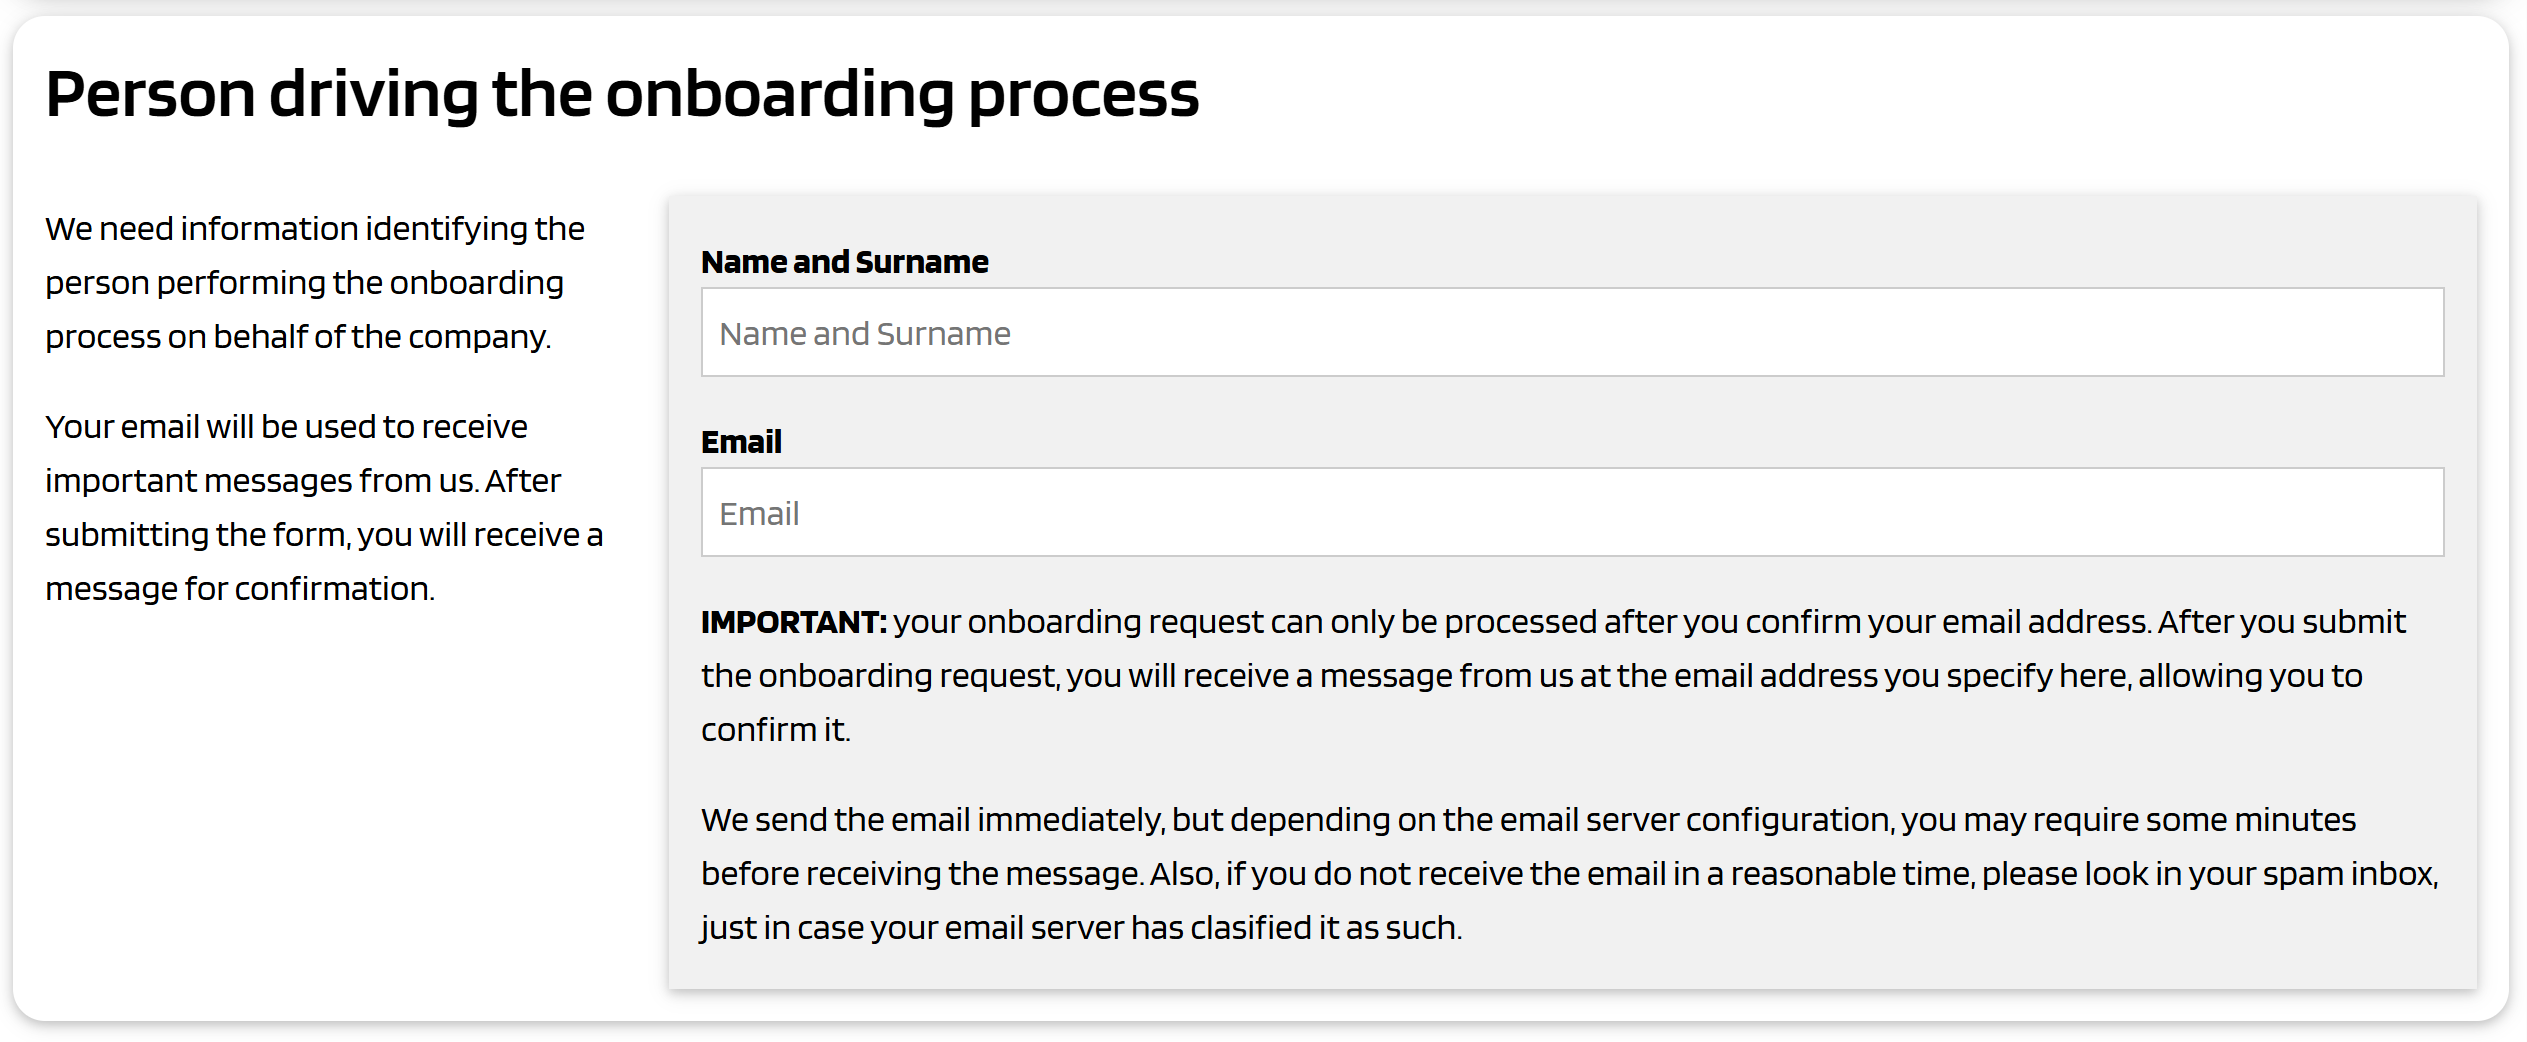 Person driving the onboarding process
We need information identifying the
person performing the onboarding
process on behalf of the company.
Your email will be used to receive
important messages from us. After
submitting the form, you will receive a
message for confirmation.
Name and Surname
Name and Surname
Email
Email
IMPORTANT: your onboarding request can only be processed after you confirm your email address. After you submit
the onboarding request, you will receive a message from us at the email address you specify here, allowing you to
confirm it.
We send the email immediately, but depending on the email server configuration, you may require some minutes
before receiving the message. Also, if you do not receive the email in a reasonable time, please look in your spam inbox,
just in case your email server has clasified it as such.